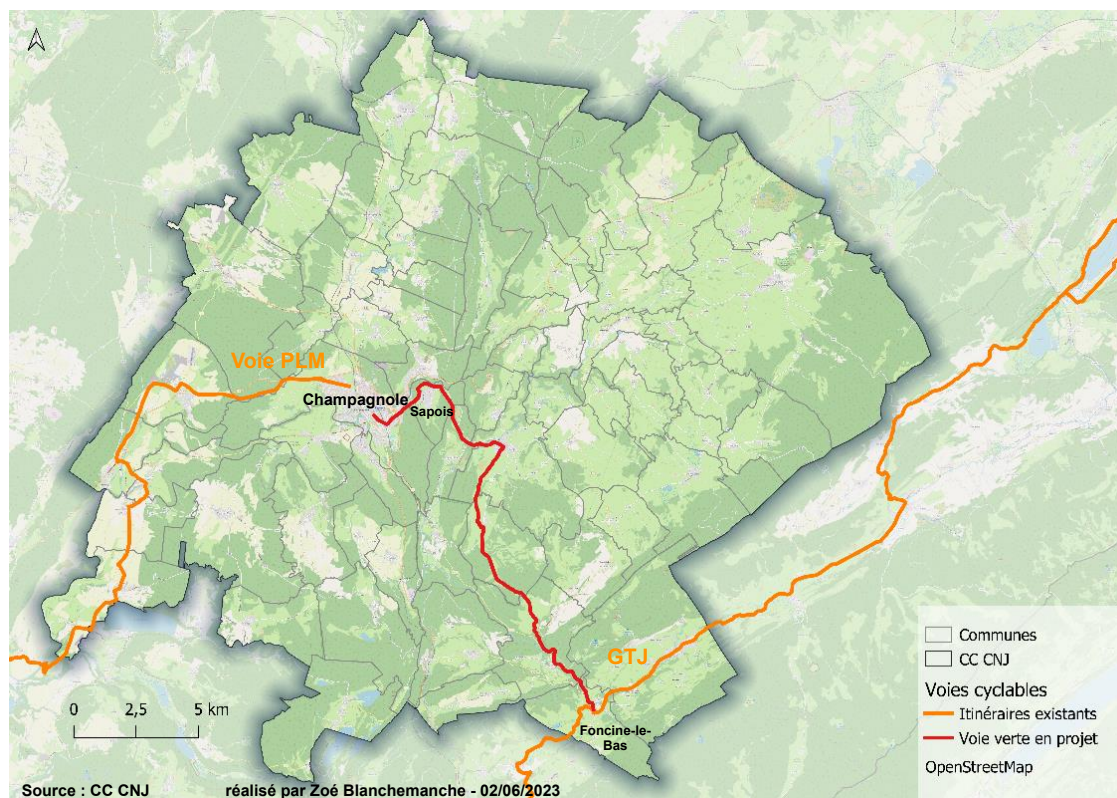 Voie PLM
Champagnole
Sapois
GTJ
Foncine-le-
Bas
0 2,5 5 km
Communes
CC CNJ
Voies cyclables
Itinéraires existants
Voie verte en projet
OpenStreetMap
Source : CC CNJ réalisé par Zoé Blanchemanche - 02/06/2023